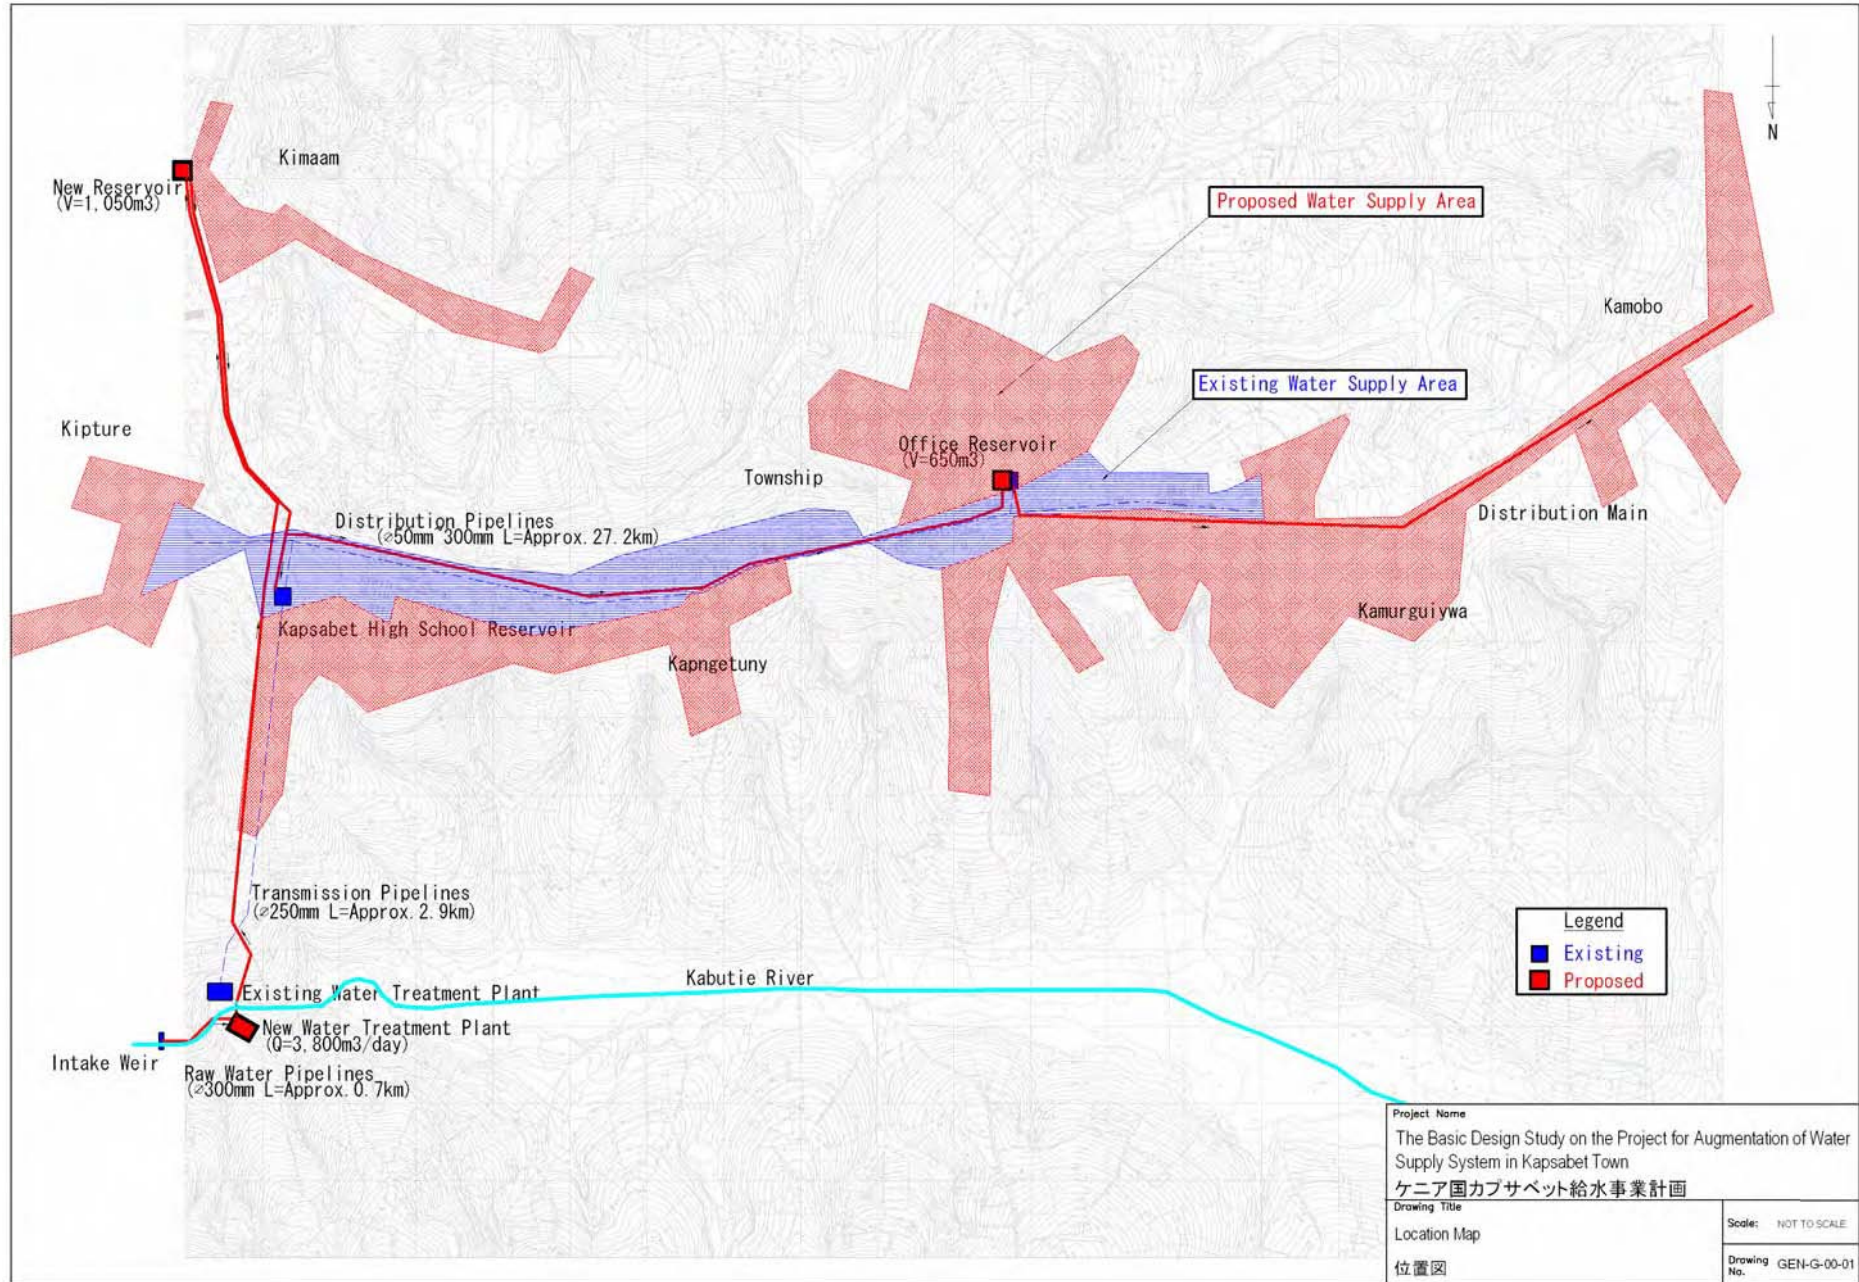 N
Kimaam
New Reservoir
(V=1,050m3)
Proposed Water Supply Area
Kamobo
Existing Water Supply Area
Kipture
Office Reservoir
(V=650m3)
Township
Distribution Main
Distribution Pipelines
(⌀50mm 300mm L=Approx.27.2km)
Kamurguiywa
Kapsabet High School Reservoir
Kapngetuny
Transmission Pipelines
(⌀250mm L=Approx.2.9km)
Legend
Existing
Proposed
Kabutie River
Existing Water Treatment Plant
New Water Treatment Plant
(Q=3,800m3/day)
Intake Weir
Raw Water Pipelines
(⌀300mm L=Approx.0.7km)
Project Name
The Basic Design Study on the Project for Augmentation of Water
Supply System in Kapsabet Town
ケニア国カプサベット給水事業計画
Drawing Title
Location Map
位置図
Scale: NOT TO SCALE
Drawing No. GEN-G-00-01